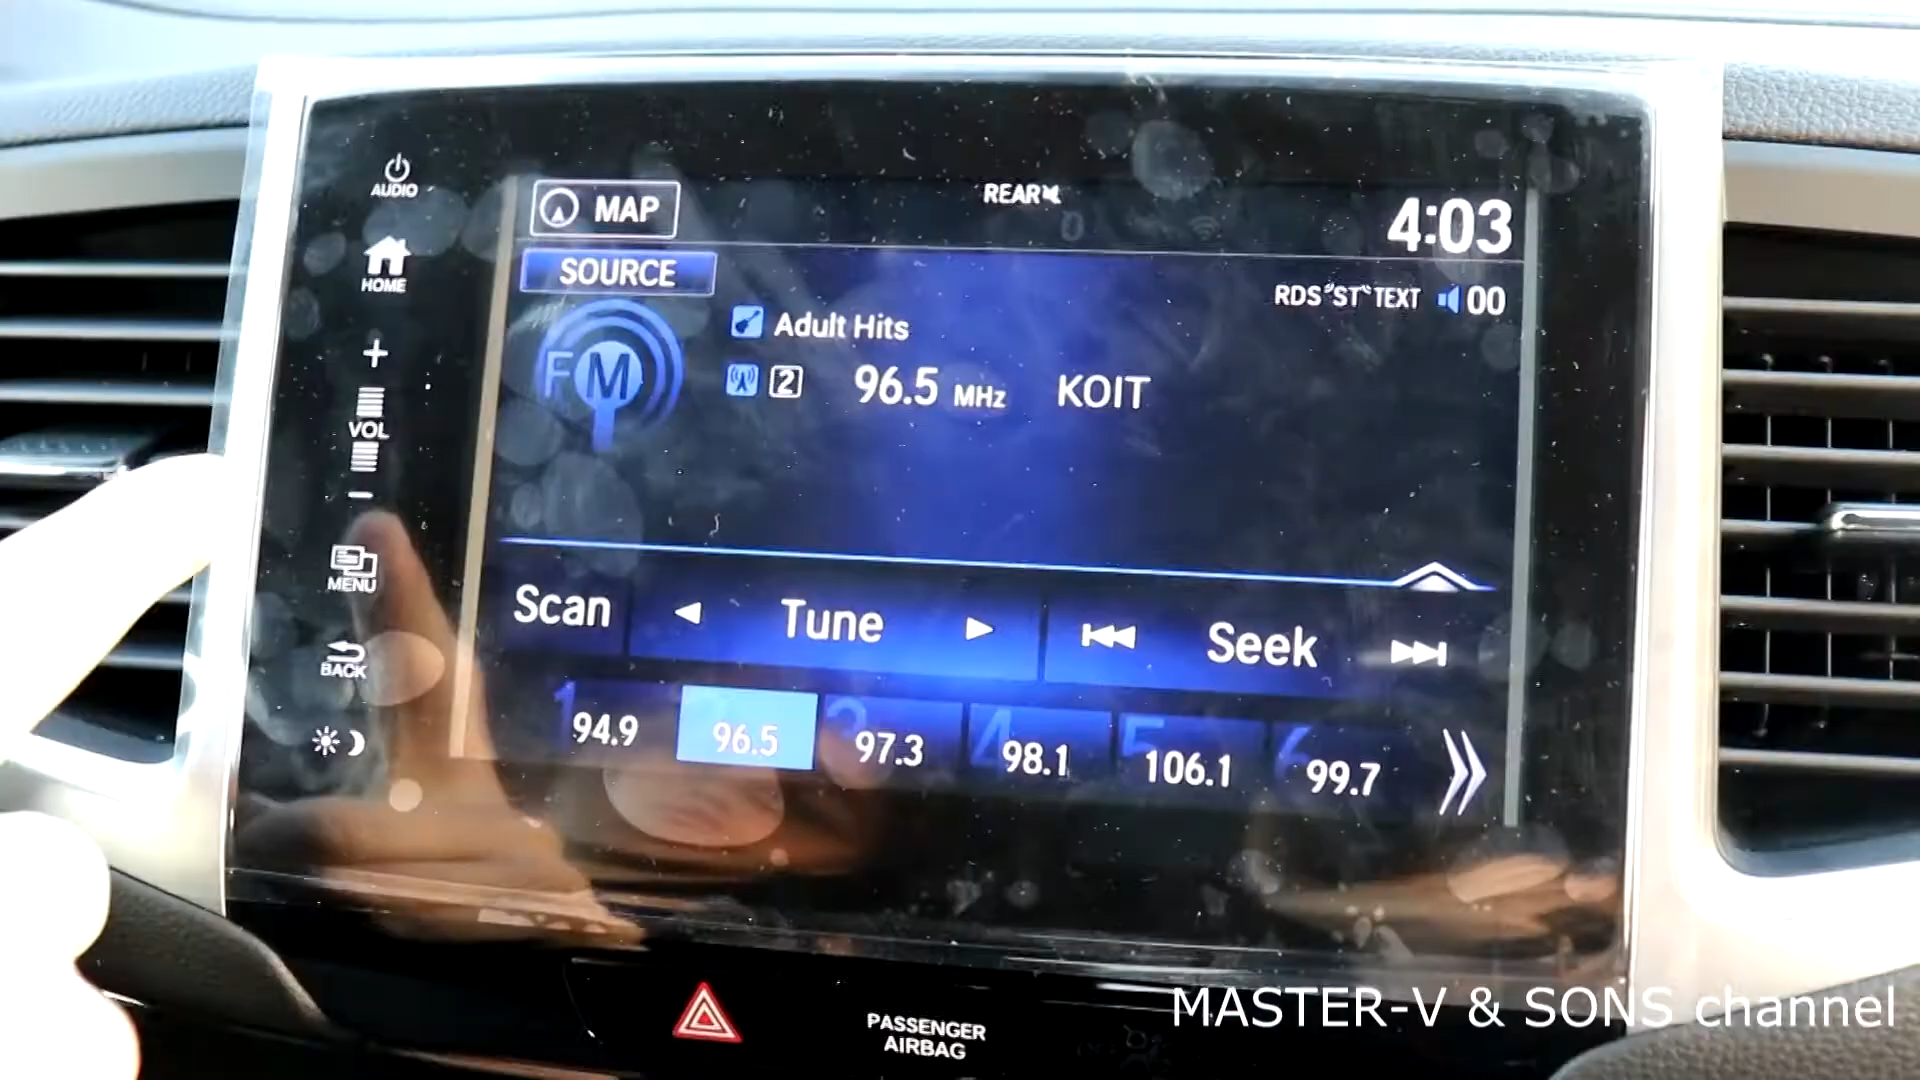 AUDIO
HOME
+
VOL
−
MENU
BACK
MAP
REAR
4:03
SOURCE
RDS "ST" TEXT 00
FM
Adult Hits
2 96.5 MHz KOIT
Scan Tune Seek
1 94.9 96.5 3 97.3 4 98.1 5 106.1 6 99.7
PASSENGER
AIRBAG
MASTER-V & SONS channel